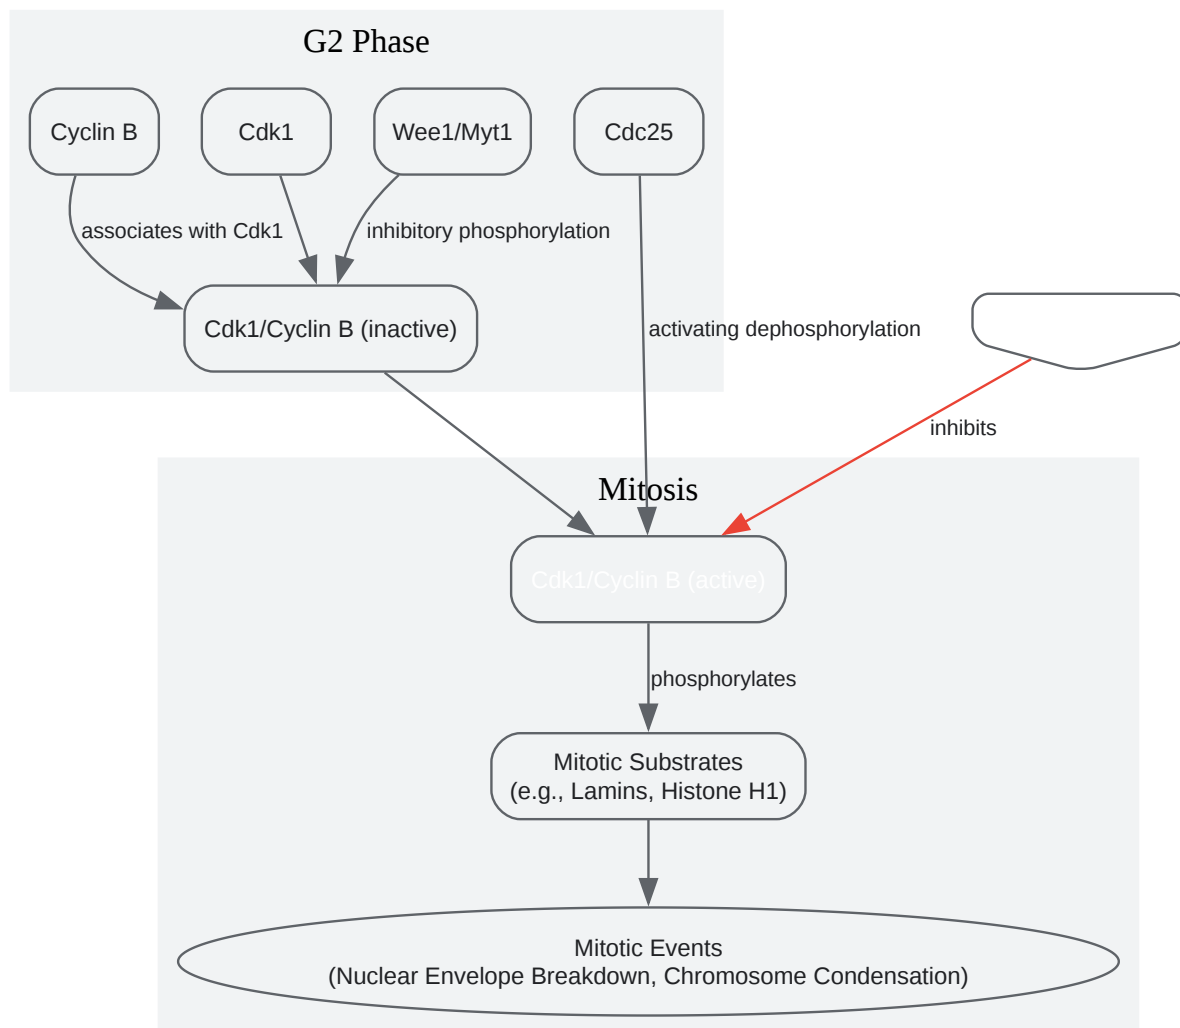 G2 Phase
Cyclin B
Cdk1
Wee1/Myt1
Cdc25
associates with Cdk1
inhibitory phosphorylation
Cdk1/Cyclin B (inactive)
activating dephosphorylation
inhibits
Mitosis
Cdk1/Cyclin B (active)
phosphorylates
Mitotic Substrates
(e.g., Lamins, Histone H1)
Mitotic Events
(Nuclear Envelope Breakdown, Chromosome Condensation)